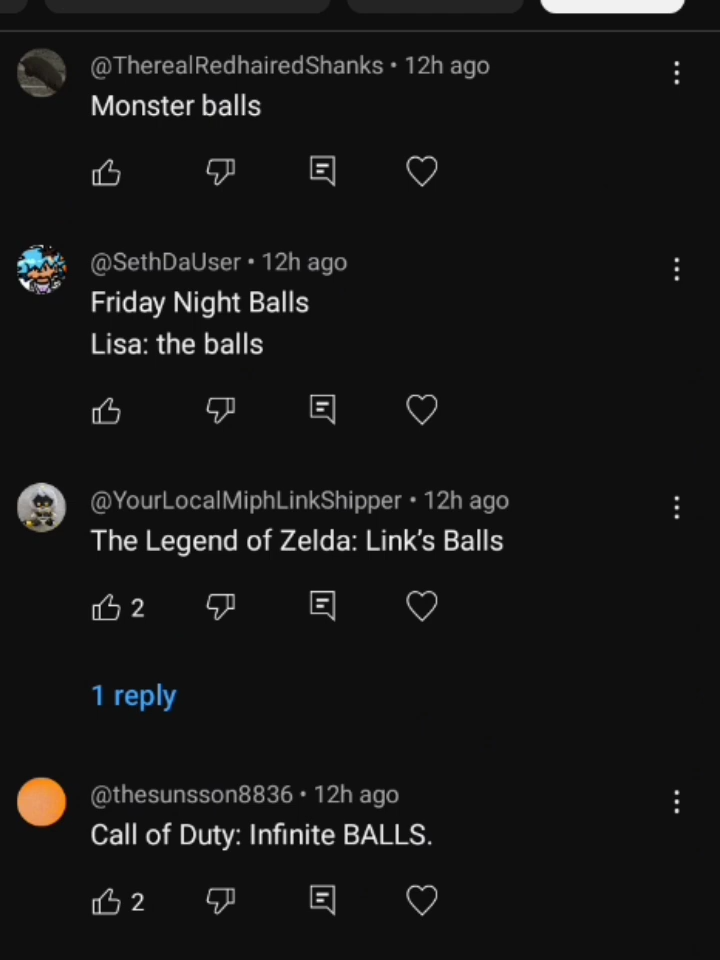 @TherealRedhairedShanks • 12h ago
Monster balls
@SethDaUser • 12h ago
Friday Night Balls
Lisa: the balls
@YourLocalMiphLinkShipper • 12h ago
The Legend of Zelda: Link’s Balls
2
1 reply
@thesunsson8836 • 12h ago
Call of Duty: Infinite BALLS.
2